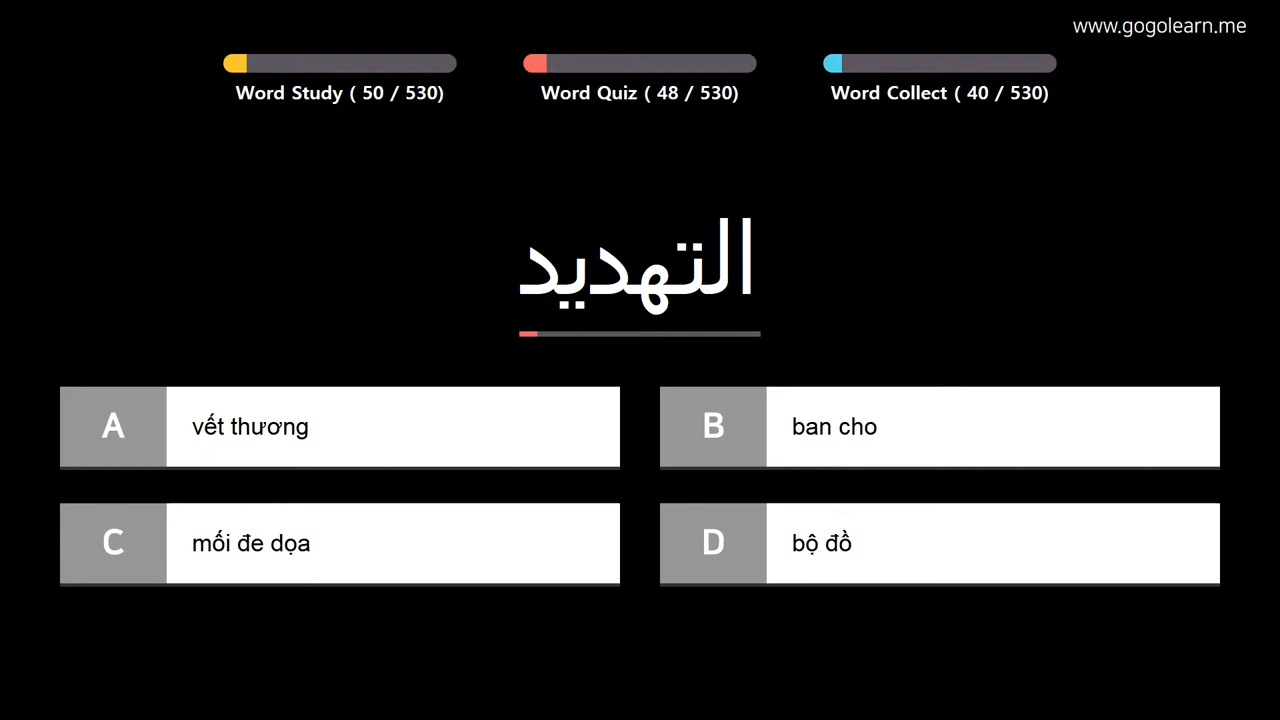 www.gogolearn.me
Word Study ( 50 / 530)
Word Quiz ( 48 / 530)
Word Collect ( 40 / 530)
التهديد
A
vết thương
B
ban cho
C
mối đe dọa
D
bộ đồ